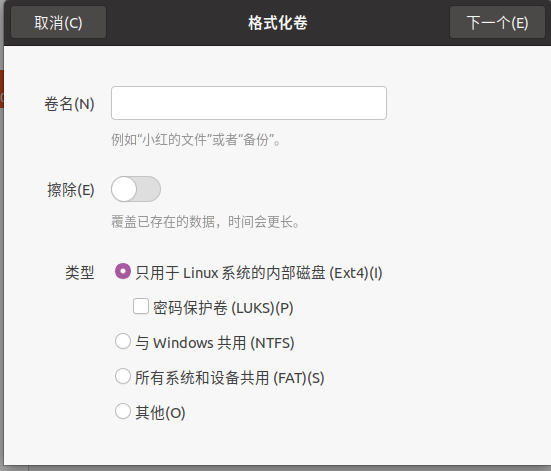 取消(C) 格式化卷 下一个(E)
卷名(N)
例如“小红的文件”或者“备份”。
擦除(E)
覆盖已存在的数据，时间会更长。
类型 只用于 Linux 系统的内部磁盘 (Ext4)(I)
密码保护卷 (LUKS)(P)
与 Windows 共用 (NTFS)
所有系统和设备共用 (FAT)(S)
其他(O)